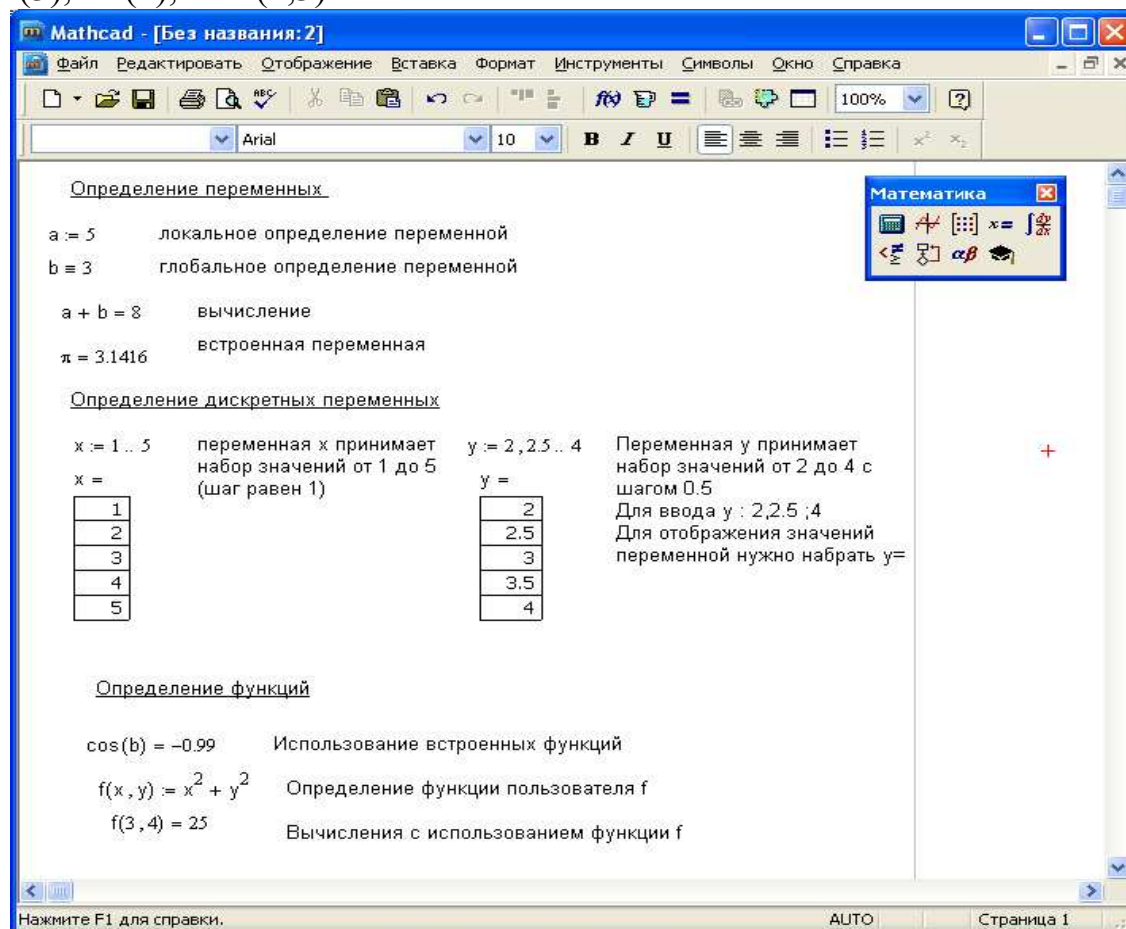 Mathcad - [Без названия:2]
Файл Редактировать Отображение Вставка Формат Инструменты Символы Окно Справка
100%
Arial 10 B I U
Определение переменных
Математика
a := 5 локальное определение переменной
b ≡ 3 глобальное определение переменной
a + b = 8 вычисление
π = 3.1416 встроенная переменная
Определение дискретных переменных
x := 1 .. 5
x =
1
2
3
4
5
переменная x принимает
набор значений от 1 до 5
(шаг равен 1)
y := 2 , 2.5 .. 4
y =
2
2.5
3
3.5
4
Переменная y принимает
набор значений от 2 до 4 с
шагом 0.5
Для ввода y : 2,2.5 ;4
Для отображения значений
переменной нужно набрать y=
Определение функций
cos(b) = −0.99 Использование встроенных функций
f(x , y) := x² + y² Определение функции пользователя f
f(3 , 4) = 25 Вычисления с использованием функции f
Нажмите F1 для справки. AUTO Страница 1